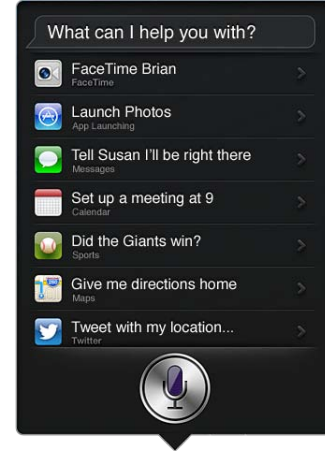 What can I help you with?
FaceTime Brian
FaceTime
Launch Photos
App Launching
Tell Susan I'll be right there
Messages
Set up a meeting at 9
Calendar
Did the Giants win?
Sports
Give me directions home
Maps
Tweet with my location...
Twitter